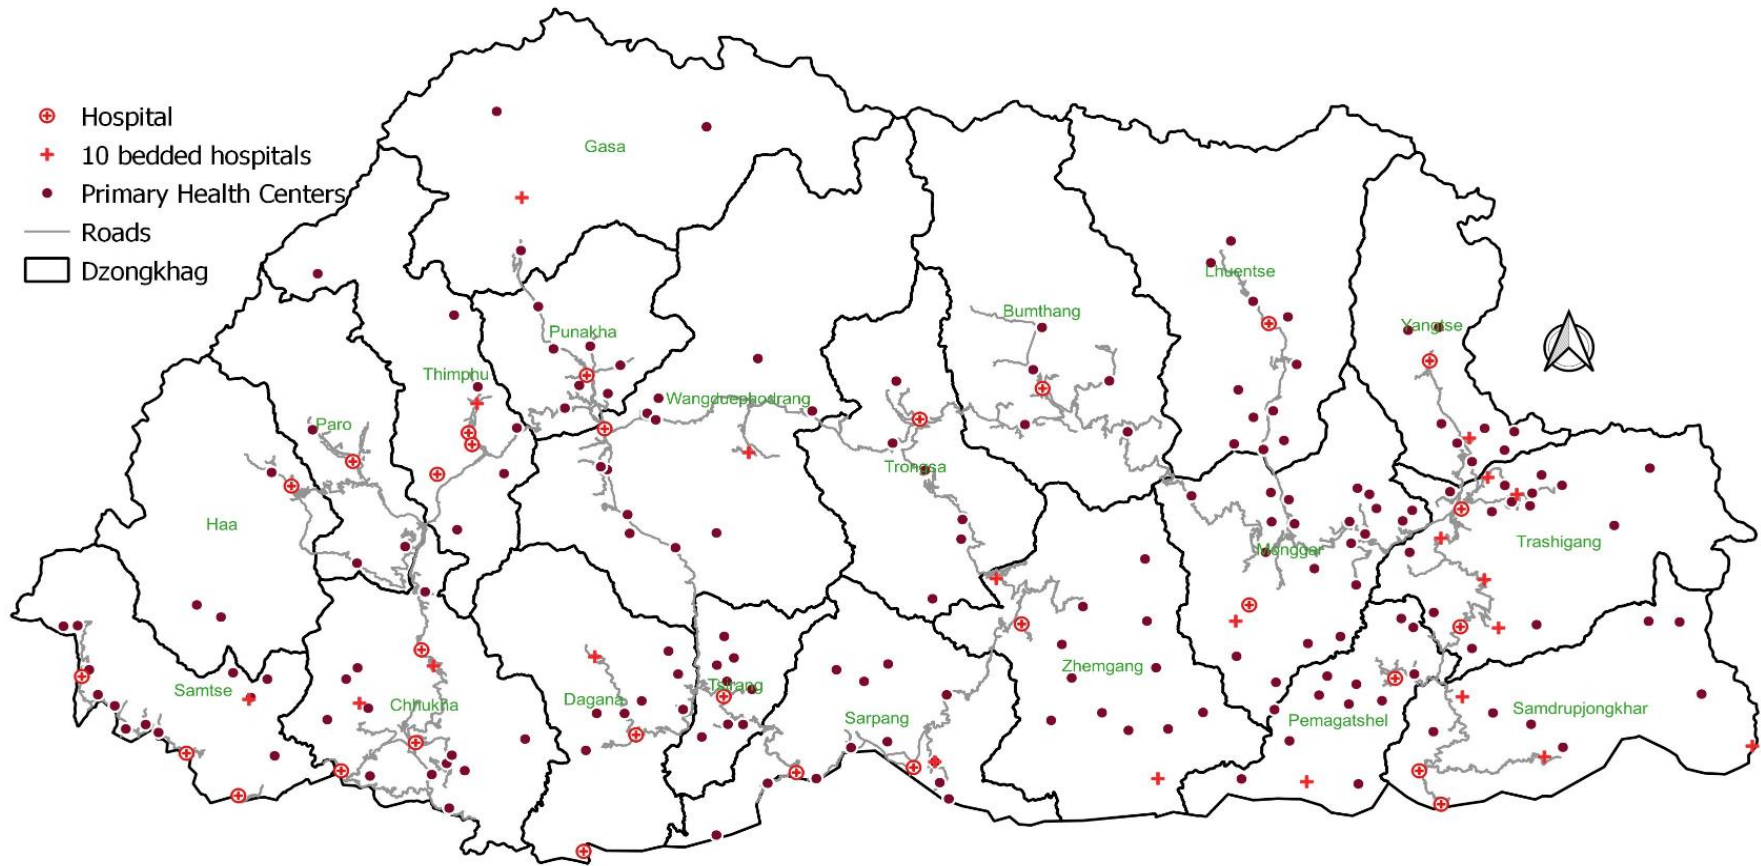 Hospital
10 bedded hospitals
Primary Health Centers
Roads
Dzongkhag
Gasa
Lhuentse
Bumthang
Yangtse
Punakha
Thimphu
Wangduephodrang
Paro
Trongsa
Haa
Monggar
Trashigang
Zhemgang
Samtse
Chhukha
Dagana
Tsirang
Sarpang
Pemagatshel
Samdrupjongkhar